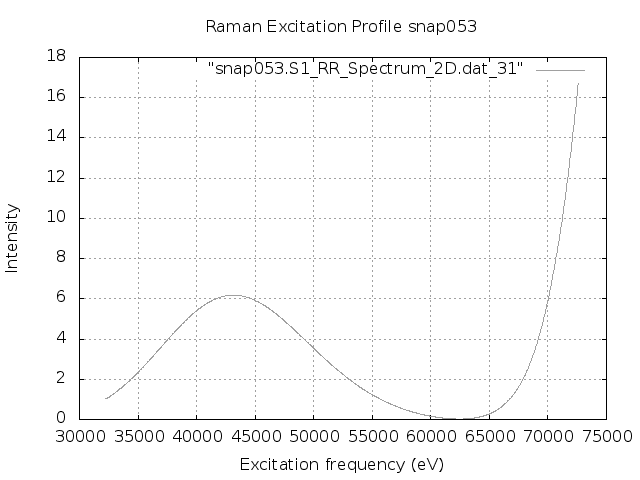 Raman Excitation Profile snap053
"snap053.S1_RR_Spectrum_2D.dat_31"
18
16
14
12
10
8
6
4
2
0
Intensity
30000 35000 40000 45000 50000 55000 60000 65000 70000 75000
Excitation frequency (eV)